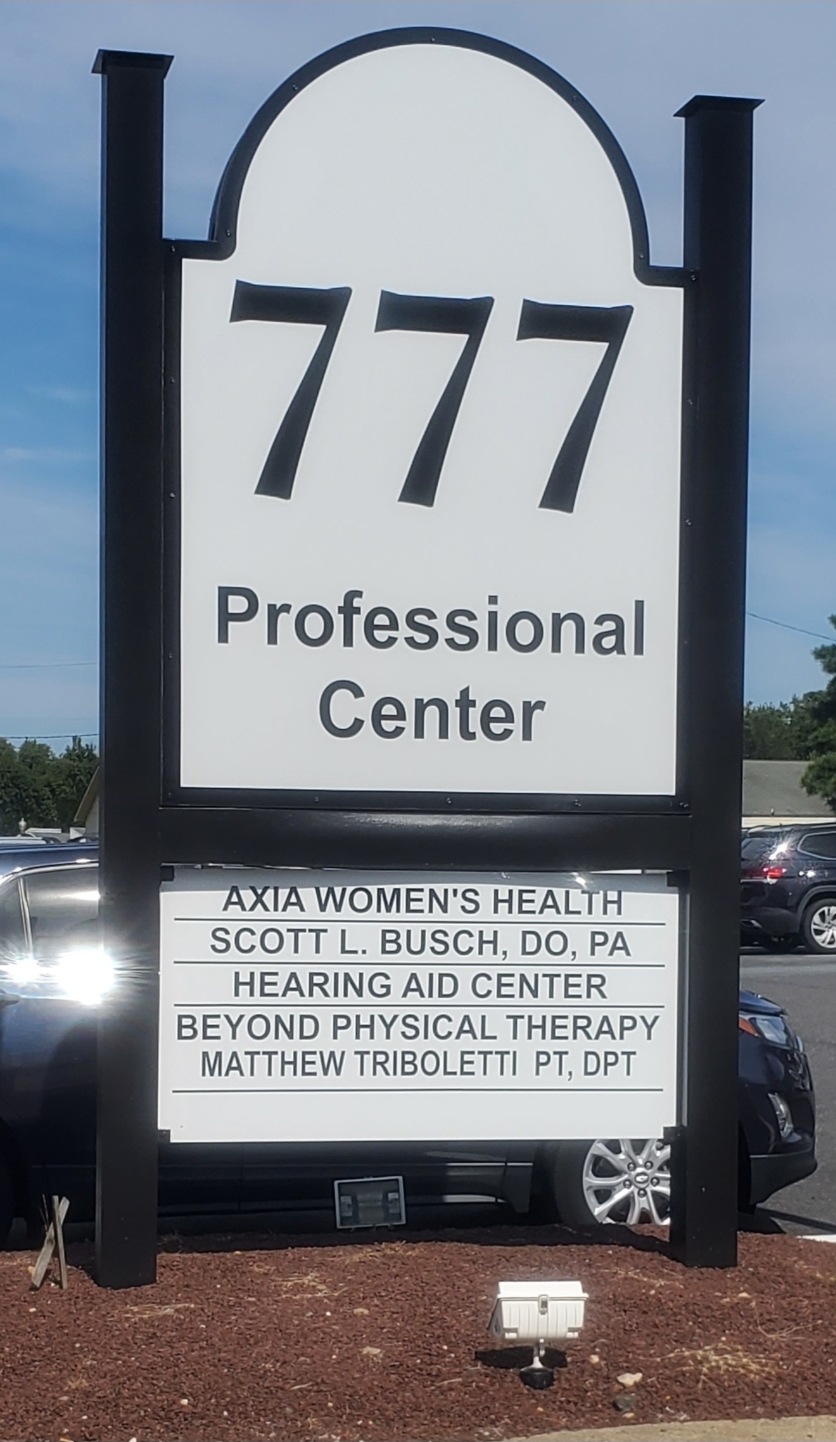 777
Professional
Center
AXIA WOMEN'S HEALTH
SCOTT L. BUSCH, DO, PA
HEARING AID CENTER
BEYOND PHYSICAL THERAPY
MATTHEW TRIBOLETTI PT, DPT